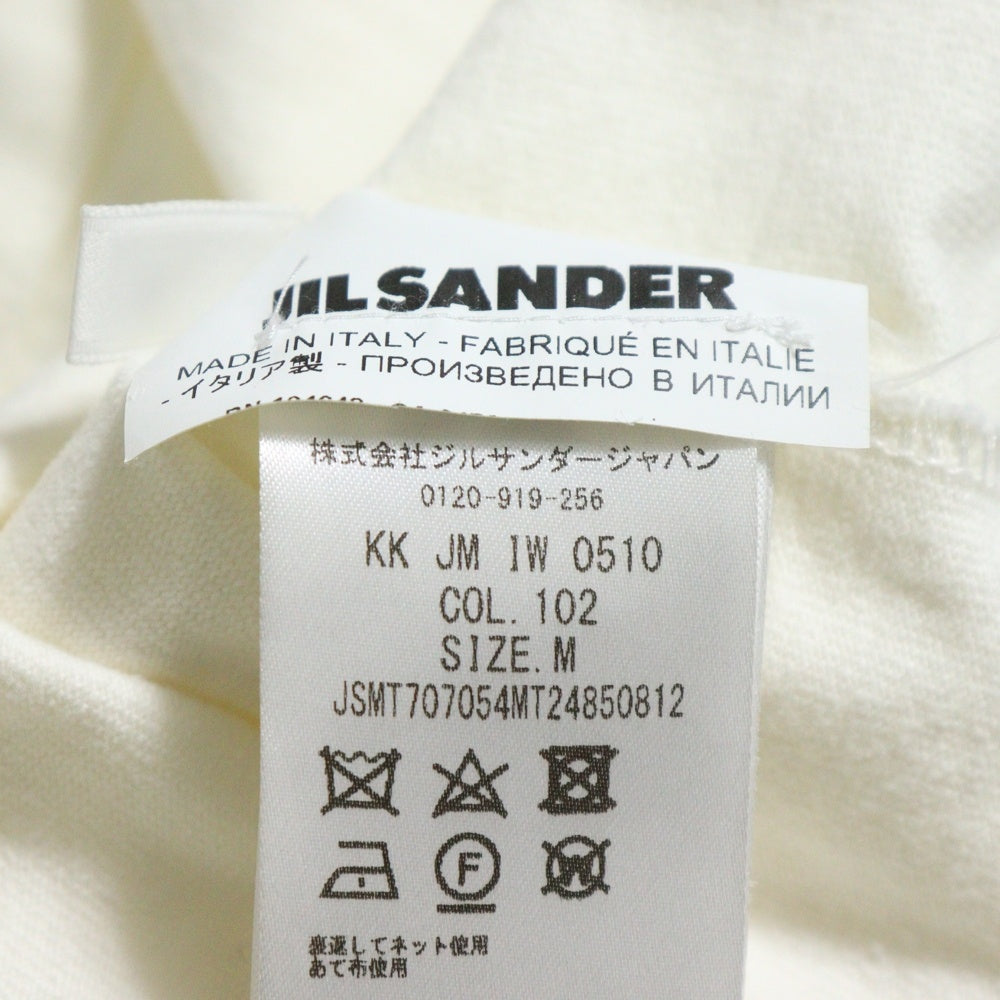 JIL SANDER
MADE IN ITALY - FABRIQUÉ EN ITALIE
- イタリア製 - ПРОИЗВЕДЕНО В ИТАЛИИ
株式会社ジルサンダージャパン
0120-919-256
KK JM IW 0510
COL. 102
SIZE. M
JSMT707054MT24850812
F
W
裏返してネット使用
あて布使用